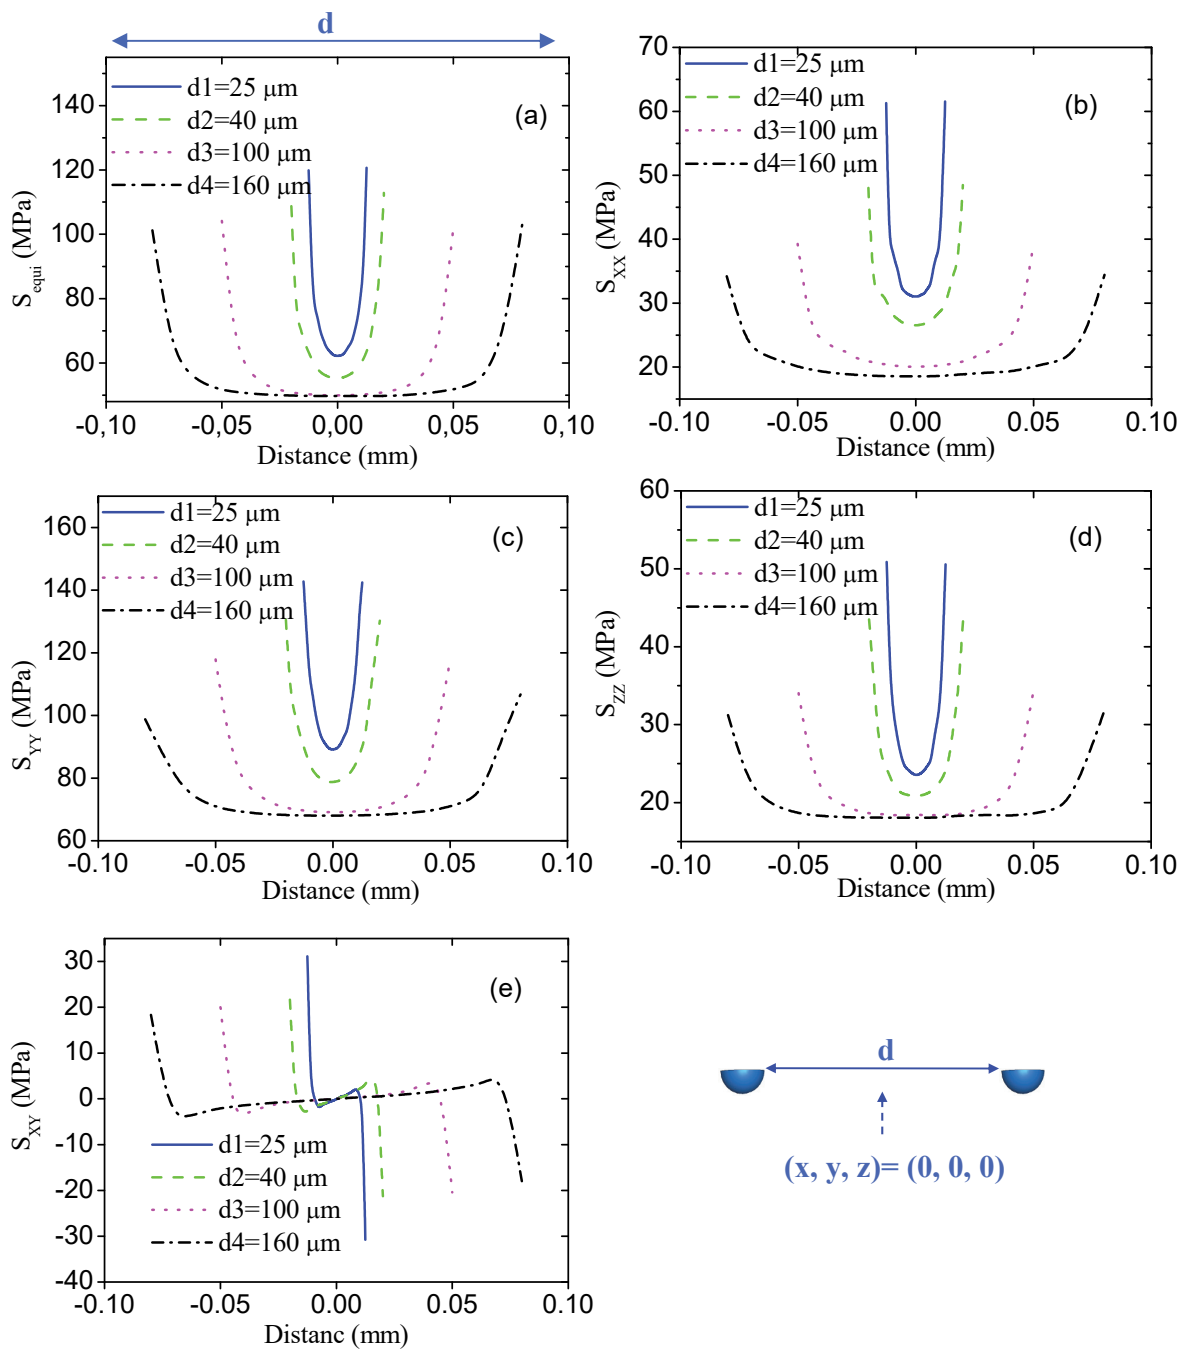 d
d1=25 μm
d2=40 μm
d3=100 μm
d4=160 μm
(a)
140
120
100
80
60
S_equi (MPa)
-0,10 -0,05 0,00 0,05 0,10
Distance (mm)
d1=25 μm
d2=40 μm
d3=100 μm
d4=160 μm
(b)
70
60
50
40
30
20
S_XX (MPa)
-0.10 -0.05 0.00 0.05 0.10
Distance (mm)
d1=25 μm
d2=40 μm
d3=100 μm
d4=160 μm
(c)
160
140
120
100
80
60
S_YY (MPa)
-0.10 -0.05 0.00 0.05 0.10
Distance (mm)
d1=25 μm
d2=40 μm
d3=100 μm
d4=160 μm
(d)
60
50
40
30
20
S_ZZ (MPa)
-0.10 -0.05 0.00 0.05 0.10
Distance (mm)
(e)
30
20
10
0
-10
-20
-30
-40
S_XY (MPa)
d1=25 μm
d2=40 μm
d3=100 μm
d4=160 μm
-0.10 -0.05 0.00 0.05 0.10
Distanc (mm)
d
(x, y, z)= (0, 0, 0)